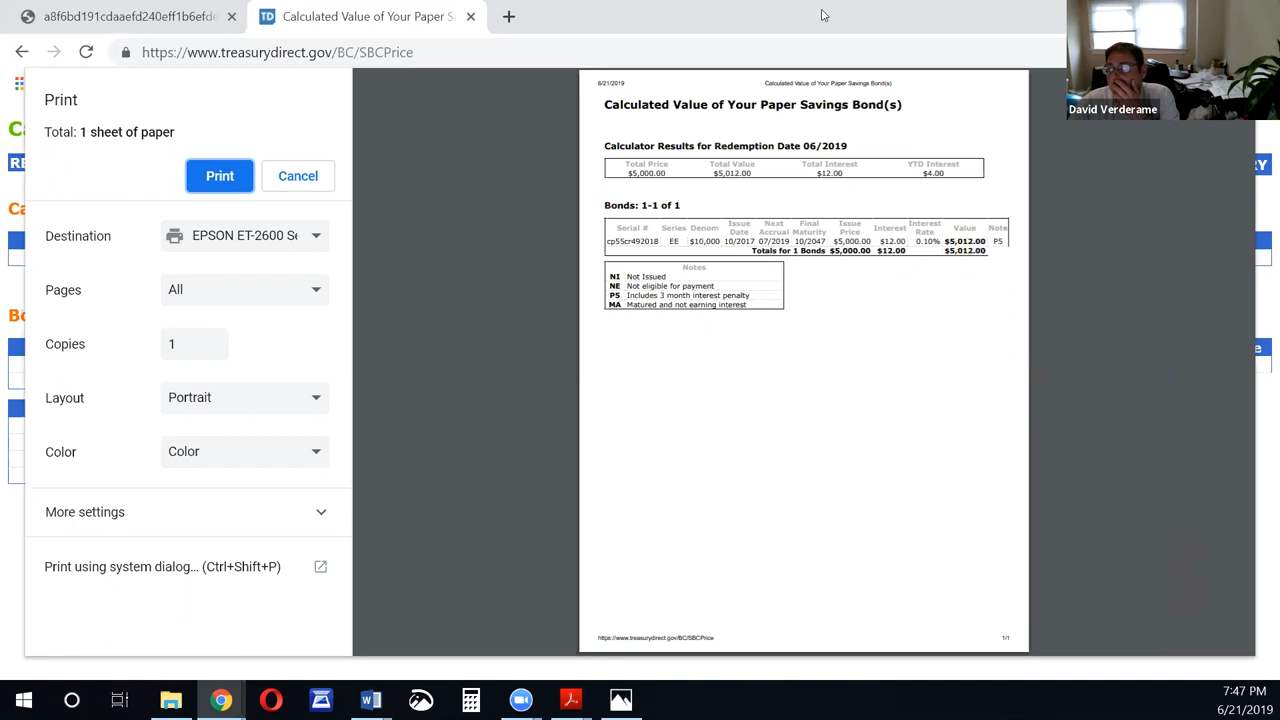 a8f6bd191cdaaefd240eff1b6efd
Calculated Value of Your Paper S
https://www.treasurydirect.gov/BC/SBCPrice
David Verderame
Print
Total: 1 sheet of paper
Print Cancel
Destination EPSON ET-2600 S
Pages All
Copies 1
Layout Portrait
Color Color
More settings
Print using system dialog... (Ctrl+Shift+P)
6/21/2019 Calculated Value of Your Paper Savings Bond(s)
Calculated Value of Your Paper Savings Bond(s)
Calculator Results for Redemption Date 06/2019
Total Price Total Value Total Interest YTD Interest
$5,000.00 $5,012.00 $12.00 $4.00
Bonds: 1-1 of 1
Serial # Series Denom Issue Date Next Accrual Final Maturity Issue Price Interest Interest Rate Value Note
cp55cr492018 EE $10,000 10/2017 07/2019 10/2047 $5,000.00 $12.00 0.10% $5,012.00 P5
Totals for 1 Bonds $5,000.00 $12.00 $5,012.00
Notes
NI Not Issued
NE Not eligible for payment
P5 Includes 3 month interest penalty
MA Matured and not earning interest
https://www.treasurydirect.gov/BC/SBCPrice 1/1
7:47 PM
6/21/2019